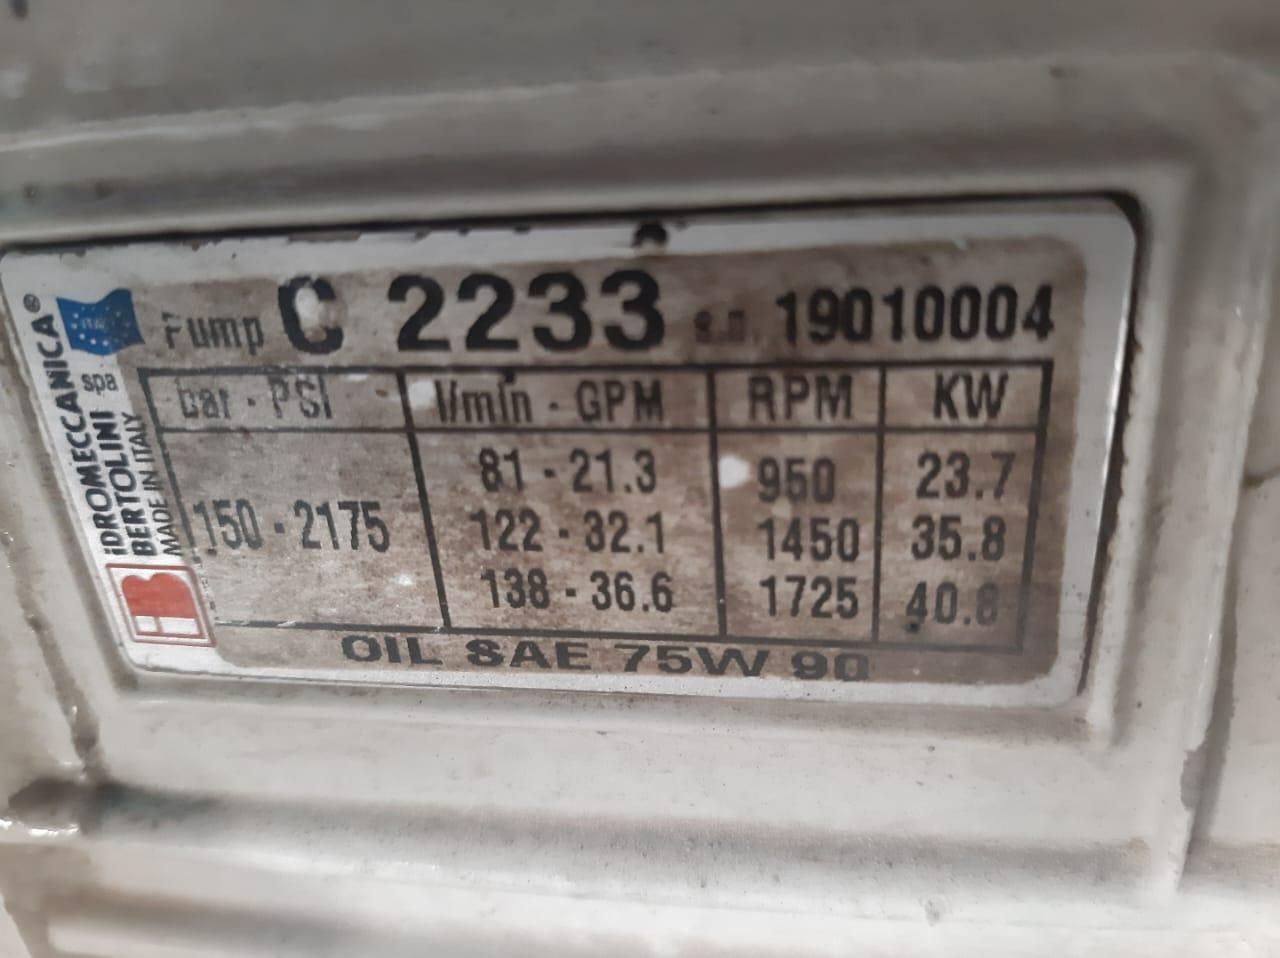 Pump C 2233 s.n. 19010004
bar - PSI l/min - GPM RPM KW
81 - 21.3 950 23.7
150 - 2175 122 - 32.1 1450 35.8
138 - 36.6 1725 40.8
OIL SAE 75W 90
IDROMECCANICA® spa
BERTOLINI
MADE IN ITALY
ITALY
B